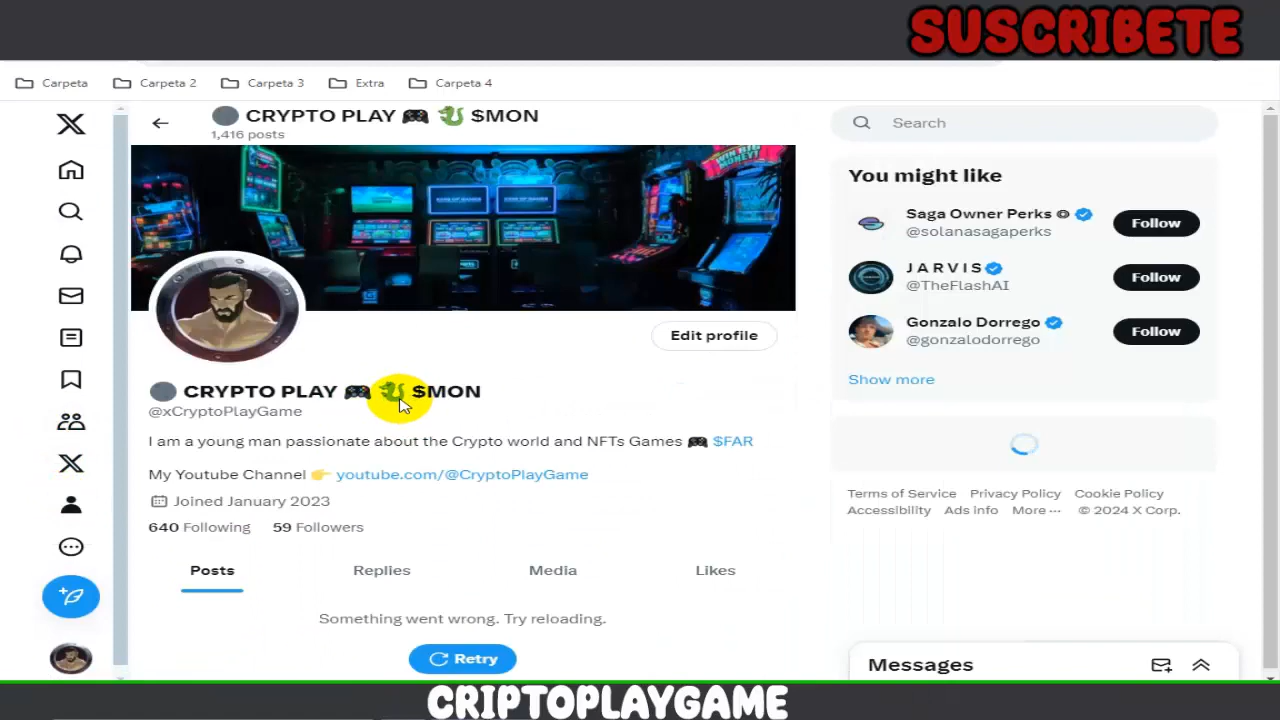 SUSCRIBETE
Carpeta Carpeta 2 Carpeta 3 Extra Carpeta 4
CRYPTO PLAY 🎮 🐉 $MON
1,416 posts
WIN BIG MONEY!
Edit profile
CRYPTO PLAY 🎮 🐉 $MON
@xCryptoPlayGame
I am a young man passionate about the Crypto world and NFTs Games 🎮 $FAR
My Youtube Channel 👉 youtube.com/@CryptoPlayGame
Joined January 2023
640 Following 59 Followers
Posts Replies Media Likes
Something went wrong. Try reloading.
Retry
Search
You might like
Saga Owner Perks
@solanasagaperks
Follow
J A R V I S
@TheFlashAI
Follow
Gonzalo Dorrego
@gonzalodorrego
Follow
Show more
Terms of Service Privacy Policy Cookie Policy
Accessibility Ads info More ··· © 2024 X Corp.
Messages
CRIPTOPLAYGAME